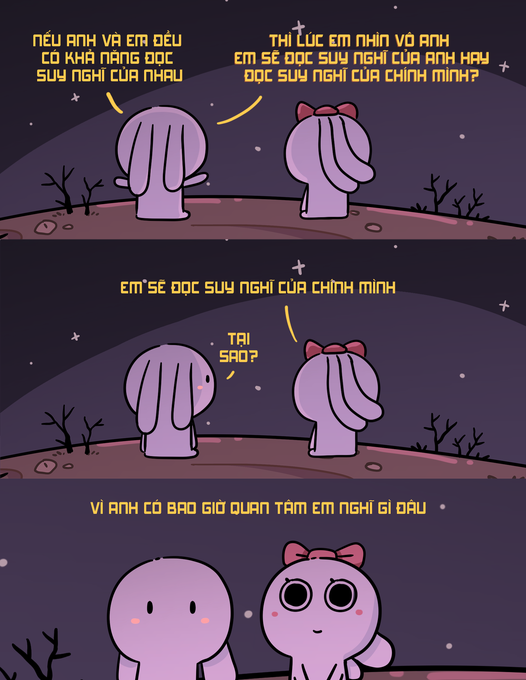 NẾU ANH VÀ EM ĐỀU
CÓ KHẢ NĂNG ĐỌC
SUY NGHĨ CỦA NHAU
THÌ LÚC EM NHÌN VÔ ANH
EM SẼ ĐỌC SUY NGHĨ CỦA ANH HAY
ĐỌC SUY NGHĨ CỦA CHÍNH MÌNH?
EM SẼ ĐỌC SUY NGHĨ CỦA CHÍNH MÌNH
TẠI
SAO?
VÌ ANH CÓ BAO GIỜ QUAN TÂM EM NGHĨ GÌ ĐÂU